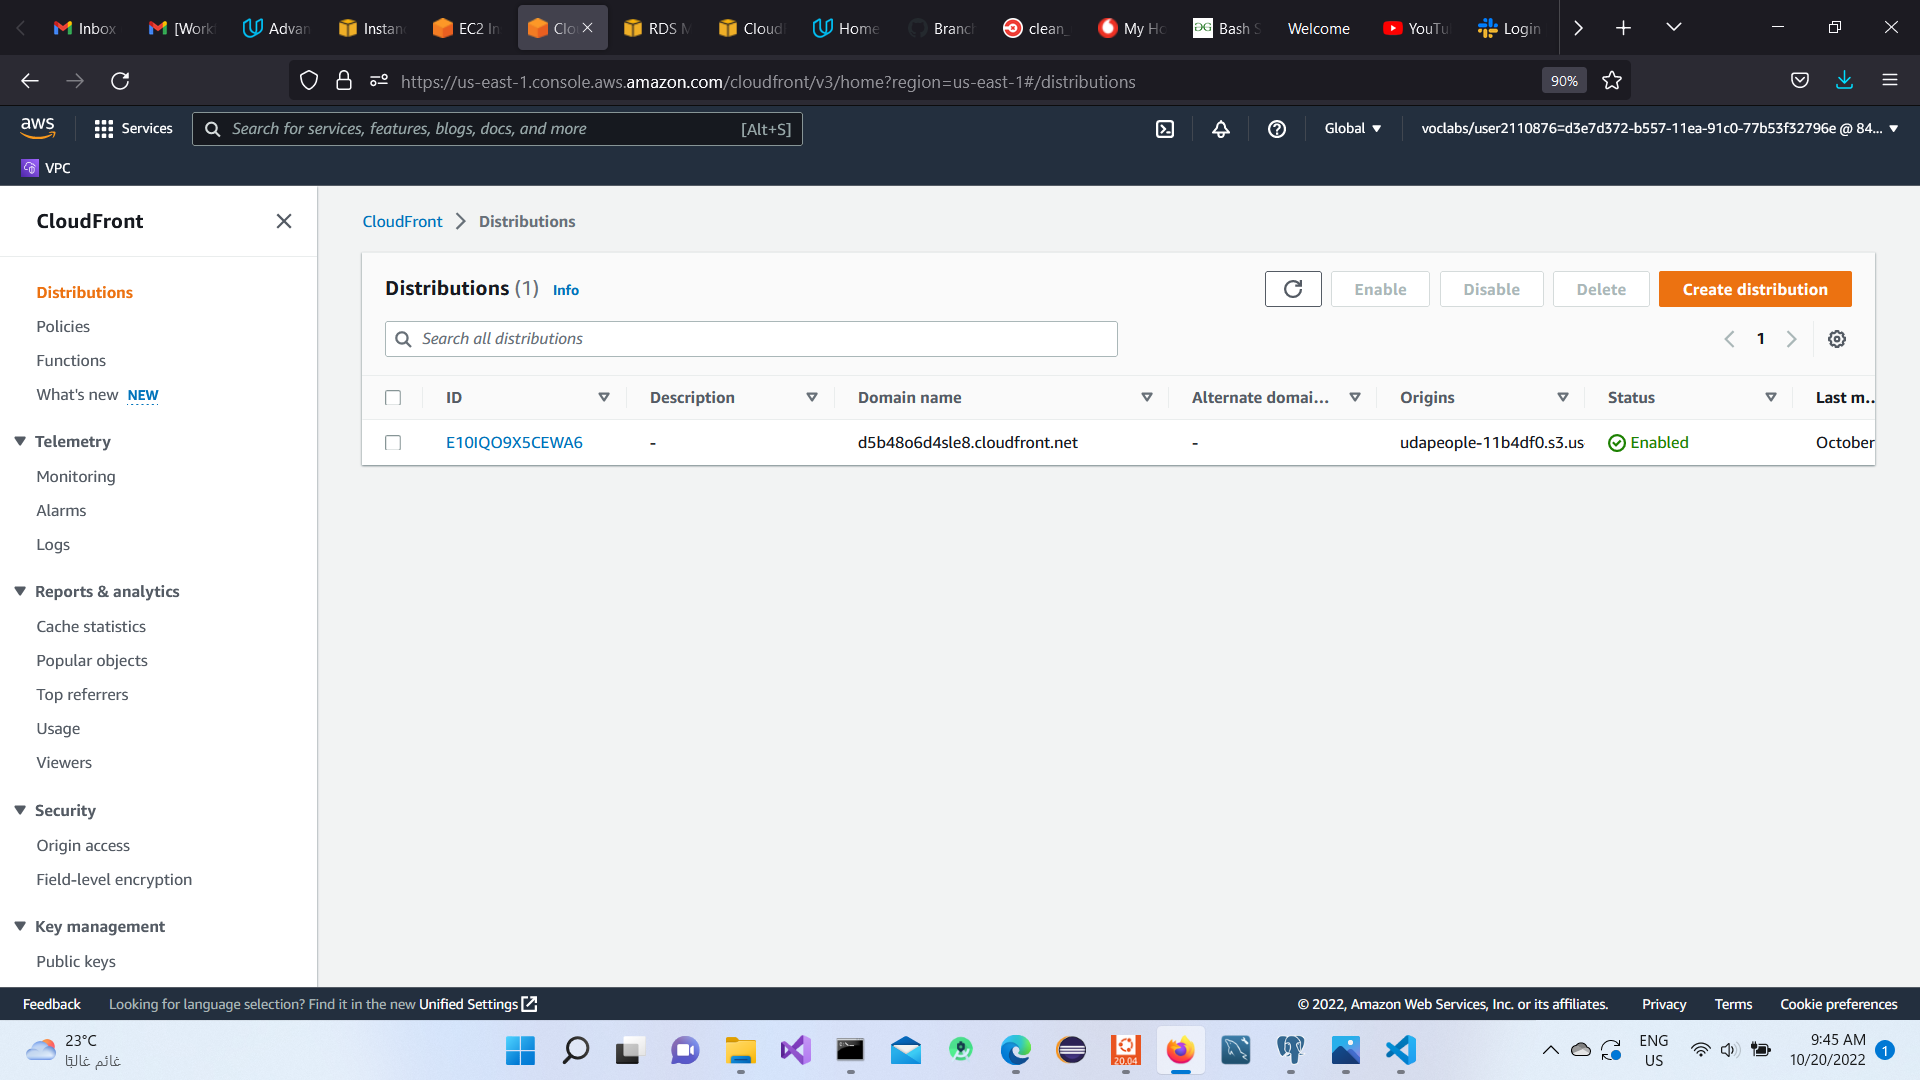 Inbox
[Work
Advan
Instanc
EC2 In
Clo
RDS M
Cloudl
Home
Branch
clean_
My Ho
Bash S
Welcome
YouTu
Login
https://us-east-1.console.aws.amazon.com/cloudfront/v3/home?region=us-east-1#/distributions
90%
aws
Services
Search for services, features, blogs, docs, and more
[Alt+S]
Global
voclabs/user2110876=d3e7d372-b557-11ea-91c0-77b53f32796e @ 84...
VPC
CloudFront
Distributions
Policies
Functions
What's new NEW
Telemetry
Monitoring
Alarms
Logs
Reports & analytics
Cache statistics
Popular objects
Top referrers
Usage
Viewers
Security
Origin access
Field-level encryption
Key management
Public keys
CloudFront
Distributions
Distributions (1) Info
Enable
Disable
Delete
Create distribution
Search all distributions
1
ID
Description
Domain name
Alternate domai...
Origins
Status
Last m...
E10IQO9X5CEWA6
-
d5b48o6d4sle8.cloudfront.net
-
udapeople-11b4df0.s3.us
Enabled
October
Feedback
Looking for language selection? Find it in the new Unified Settings
© 2022, Amazon Web Services, Inc. or its affiliates.
Privacy
Terms
Cookie preferences
23°C
غائم غالبًا
20.04
ENG
US
9:45 AM
10/20/2022
1